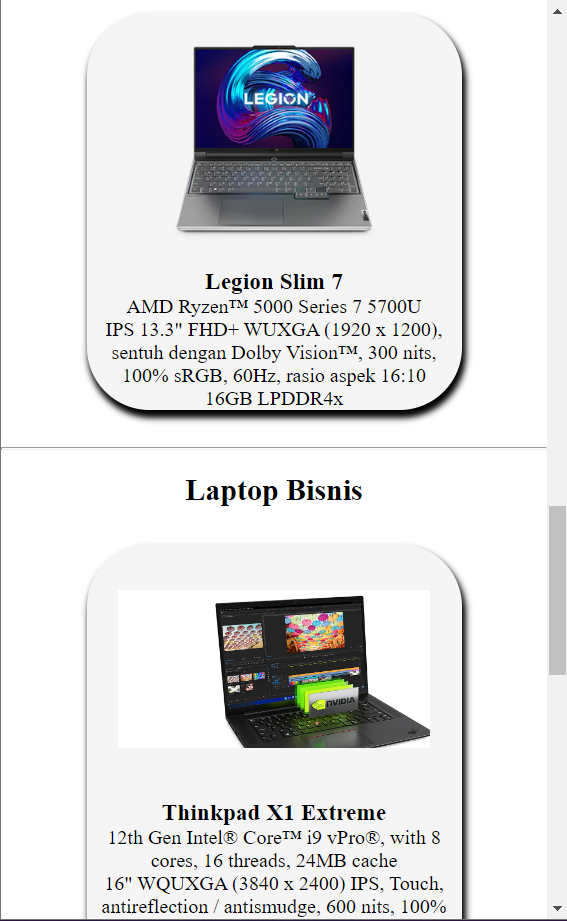 LEGION
Legion Slim 7
AMD Ryzen™ 5000 Series 7 5700U
IPS 13.3" FHD+ WUXGA (1920 x 1200),
sentuh dengan Dolby Vision™, 300 nits,
100% sRGB, 60Hz, rasio aspek 16:10
16GB LPDDR4x
Laptop Bisnis
NVIDIA
Thinkpad X1 Extreme
12th Gen Intel® Core™ i9 vPro®, with 8
cores, 16 threads, 24MB cache
16" WQUXGA (3840 x 2400) IPS, Touch,
antireflection / antismudge, 600 nits, 100%